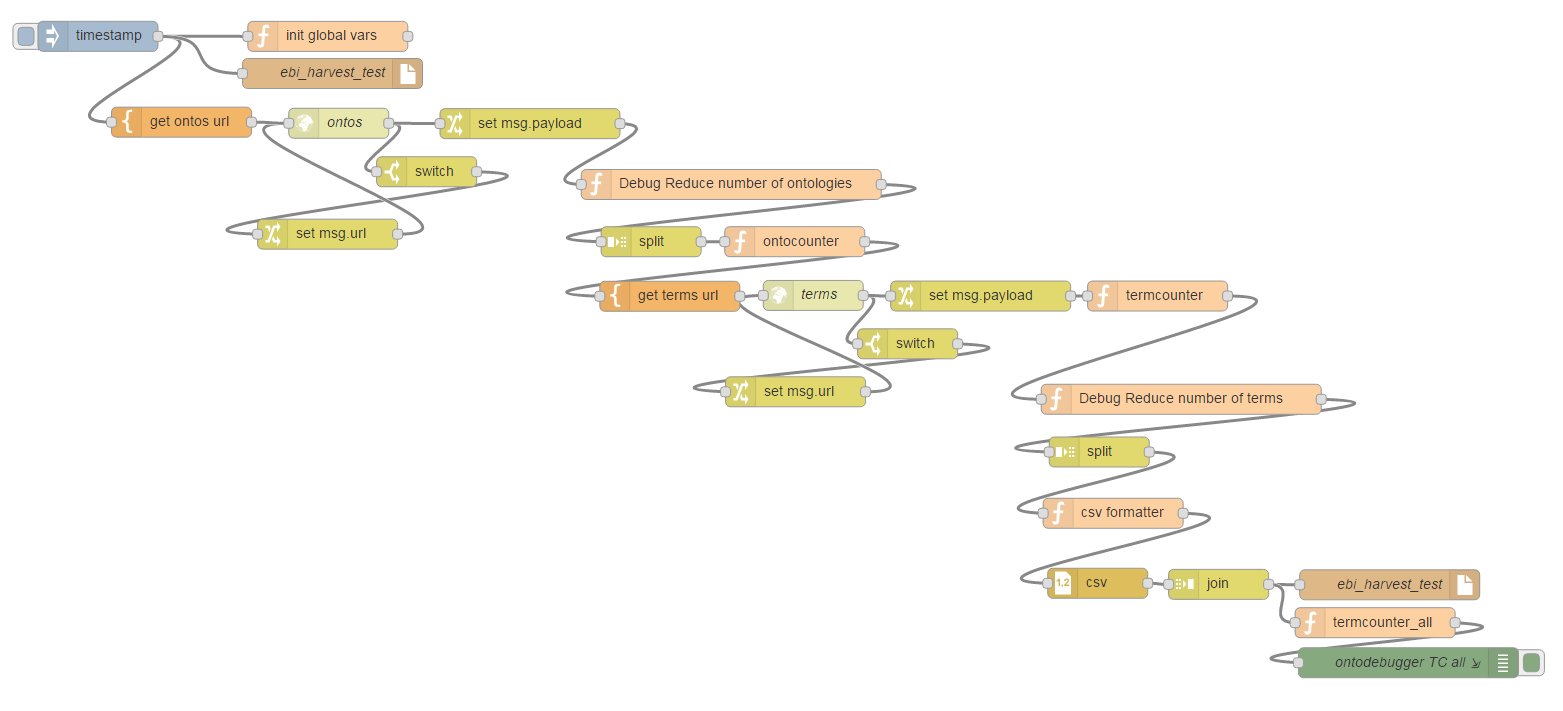 timestamp
init global vars
ebi_harvest_test
get ontos url
ontos
set msg.payload
switch
Debug Reduce number of ontologies
set msg.url
split
ontocounter
get terms url
terms
set msg.payload
termcounter
switch
set msg.url
Debug Reduce number of terms
split
csv formatter
1,2
csv
join
ebi_harvest_test
termcounter_all
ontodebugger TC all ⇲